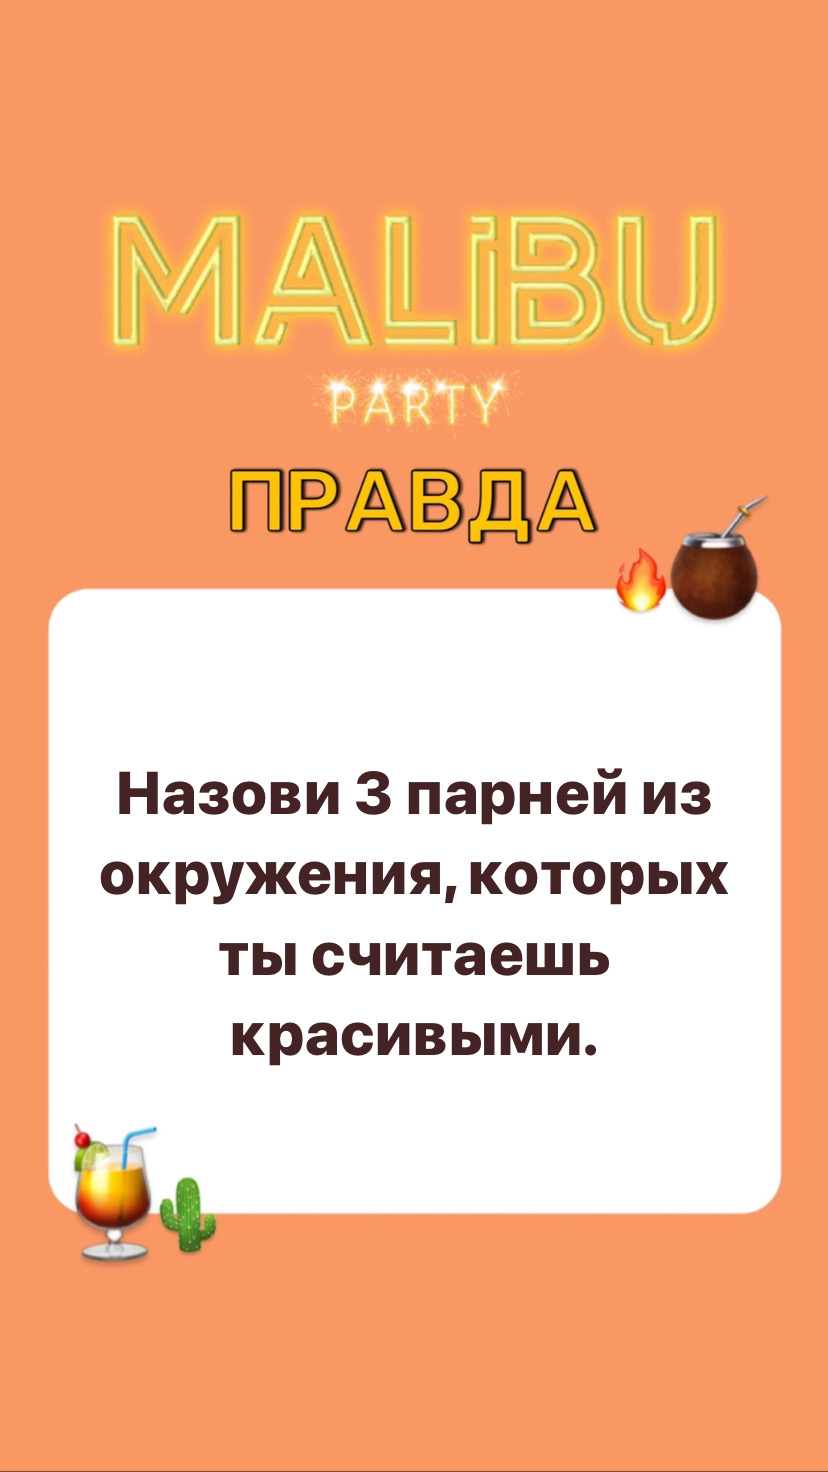 MALIBU
PARTY
ПРАВДА
Назови 3 парней из
окружения, которых
ты считаешь
красивыми.